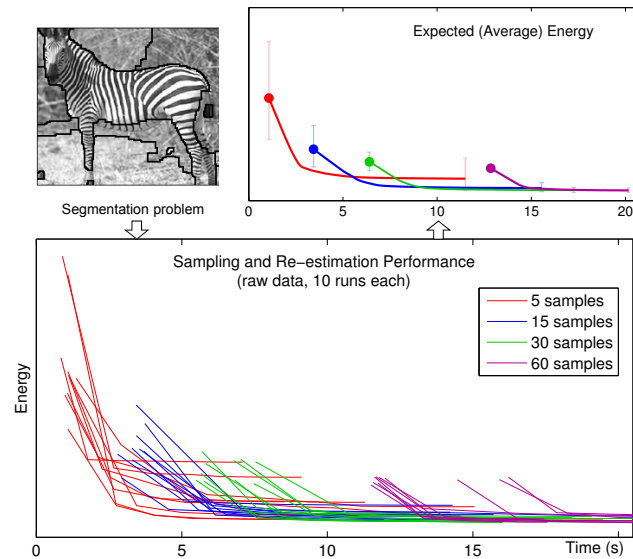 Expected (Average) Energy
0 5 10 15 20
Segmentation problem
Sampling and Re−estimation Performance
(raw data, 10 runs each)
5 samples
15 samples
30 samples
60 samples
Energy
0 5 10 15 Time (s)